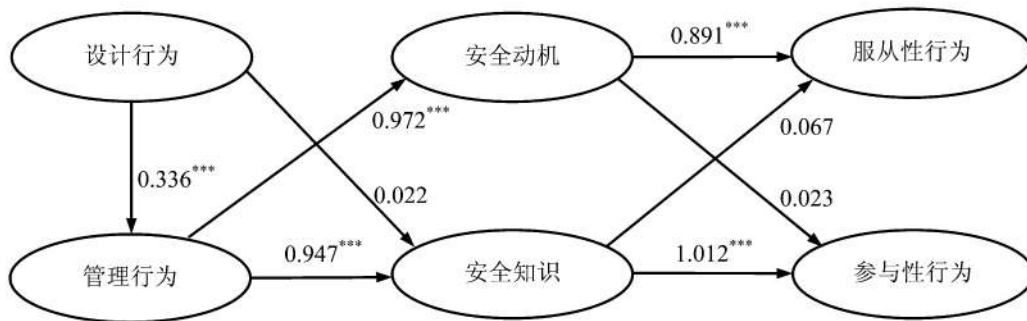 设计行为
安全动机
0.891***
服从性行为
0.972***
0.067
0.336***
0.022
0.023
管理行为
0.947***
安全知识
1.012***
参与性行为